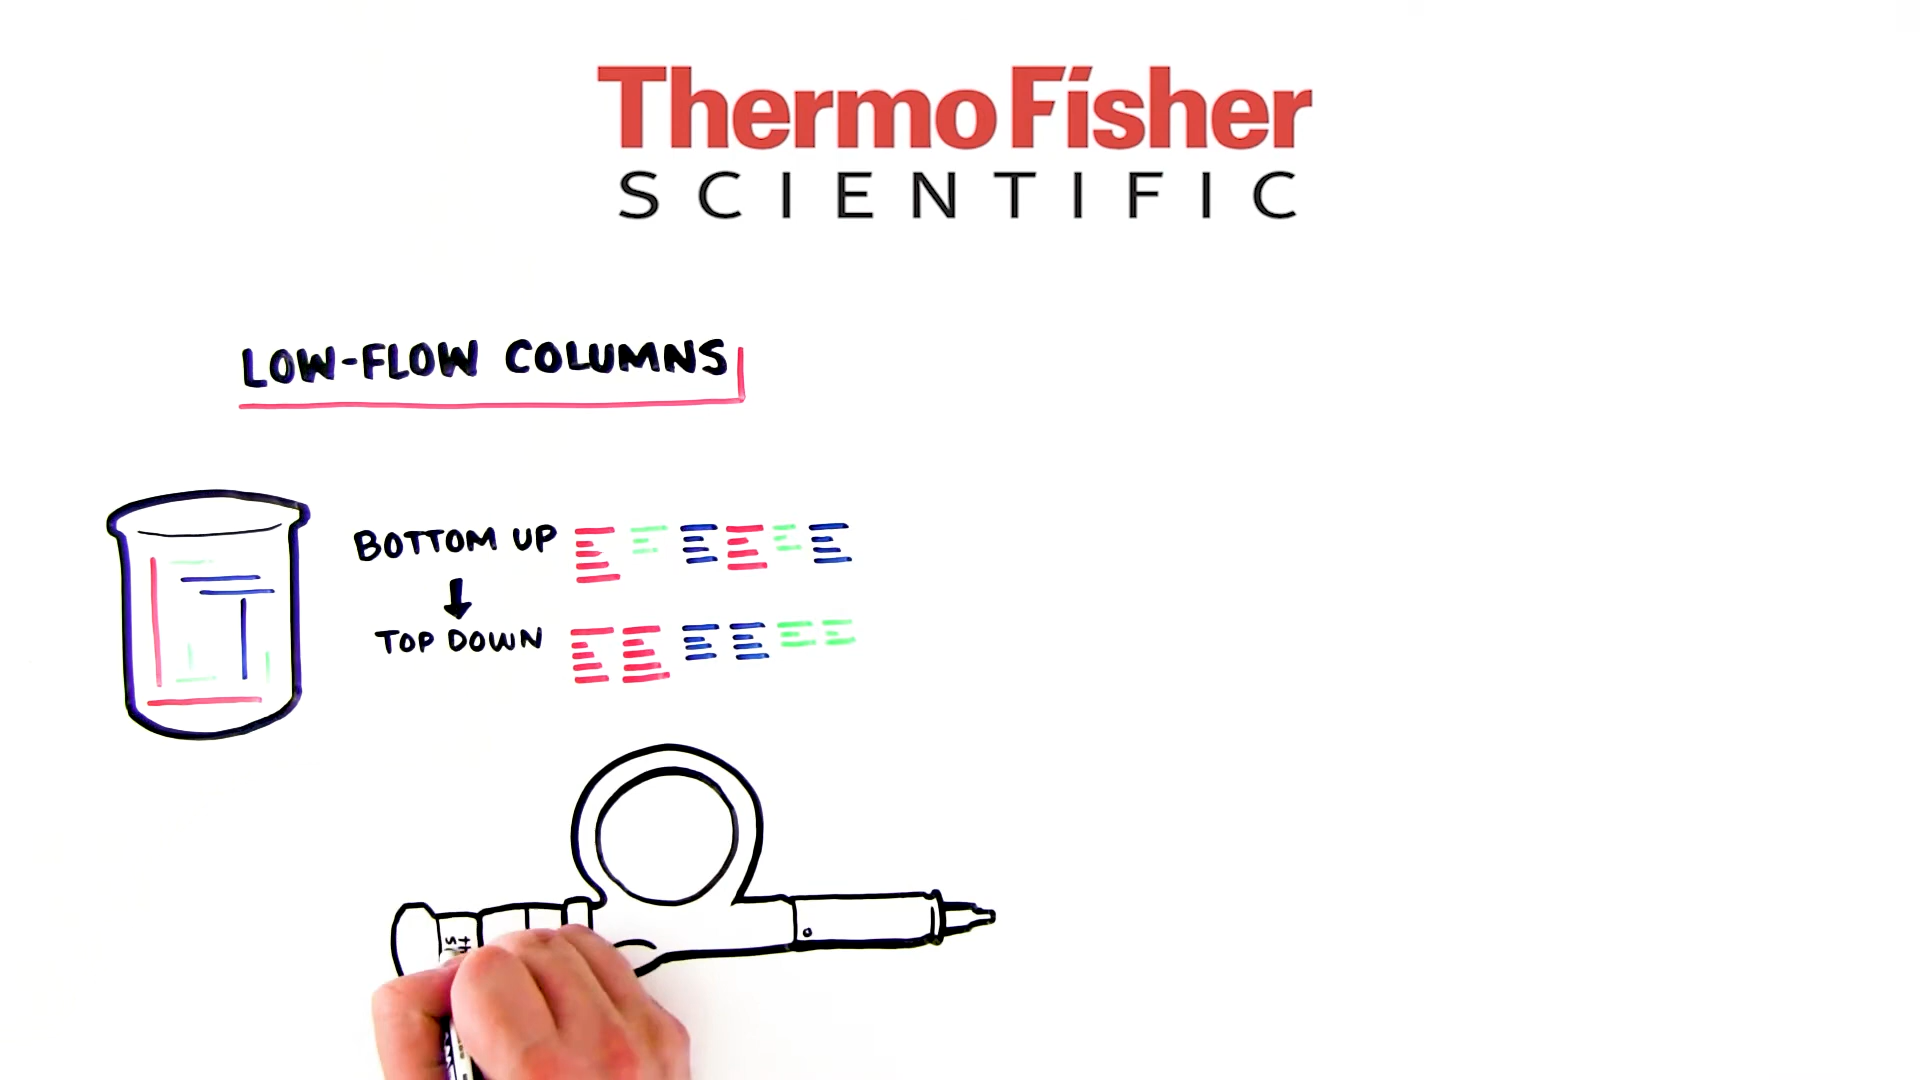 ThermoFisher
SCIENTIFIC
LOW-FLOW COLUMNS
BOTTOM UP
TOP DOWN